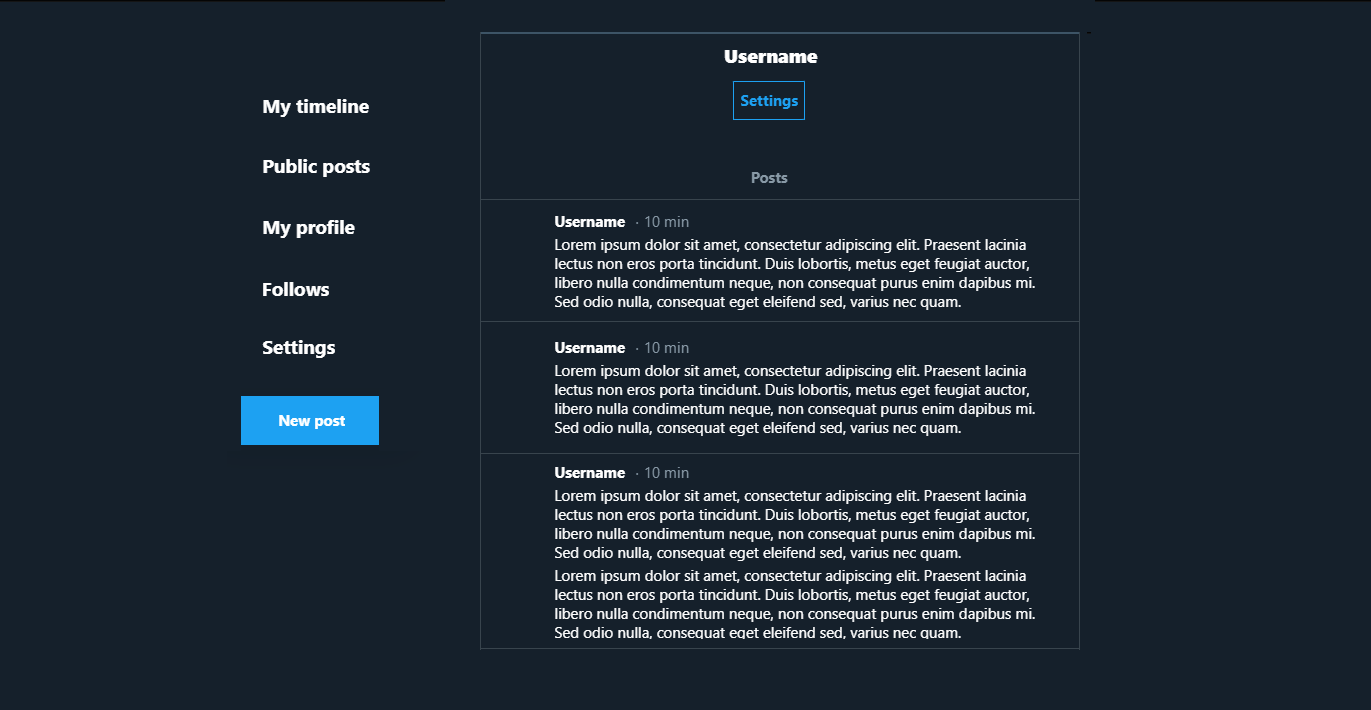 My timeline
Public posts
My profile
Follows
Settings
New post
Username
Settings
Posts
Username · 10 min
Lorem ipsum dolor sit amet, consectetur adipiscing elit. Praesent lacinia
lectus non eros porta tincidunt. Duis lobortis, metus eget feugiat auctor,
libero nulla condimentum neque, non consequat purus enim dapibus mi.
Sed odio nulla, consequat eget eleifend sed, varius nec quam.
Username · 10 min
Lorem ipsum dolor sit amet, consectetur adipiscing elit. Praesent lacinia
lectus non eros porta tincidunt. Duis lobortis, metus eget feugiat auctor,
libero nulla condimentum neque, non consequat purus enim dapibus mi.
Sed odio nulla, consequat eget eleifend sed, varius nec quam.
Username · 10 min
Lorem ipsum dolor sit amet, consectetur adipiscing elit. Praesent lacinia
lectus non eros porta tincidunt. Duis lobortis, metus eget feugiat auctor,
libero nulla condimentum neque, non consequat purus enim dapibus mi.
Sed odio nulla, consequat eget eleifend sed, varius nec quam.
Lorem ipsum dolor sit amet, consectetur adipiscing elit. Praesent lacinia
lectus non eros porta tincidunt. Duis lobortis, metus eget feugiat auctor,
libero nulla condimentum neque, non consequat purus enim dapibus mi.
Sed odio nulla, consequat eget eleifend sed, varius nec quam.